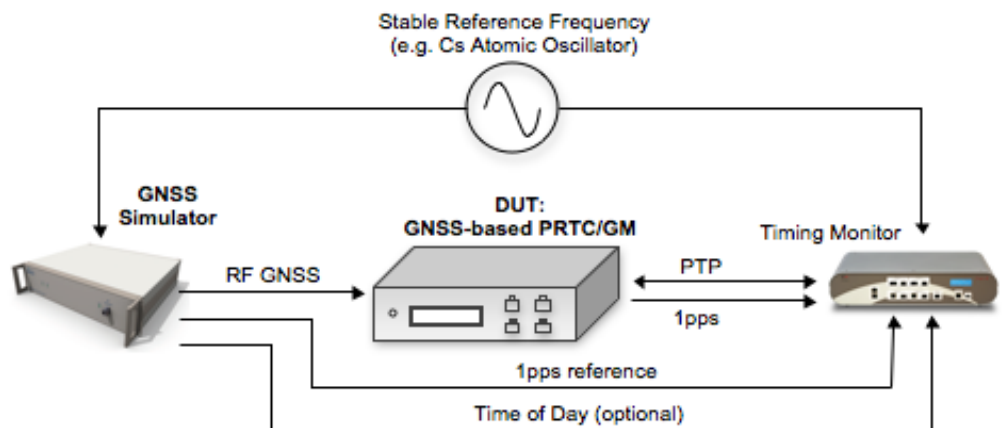 Stable Reference Frequency
(e.g. Cs Atomic Oscillator)
GNSS
Simulator
DUT:
GNSS-based PRTC/GM
Timing Monitor
RF GNSS
PTP
1pps
1pps reference
Time of Day (optional)